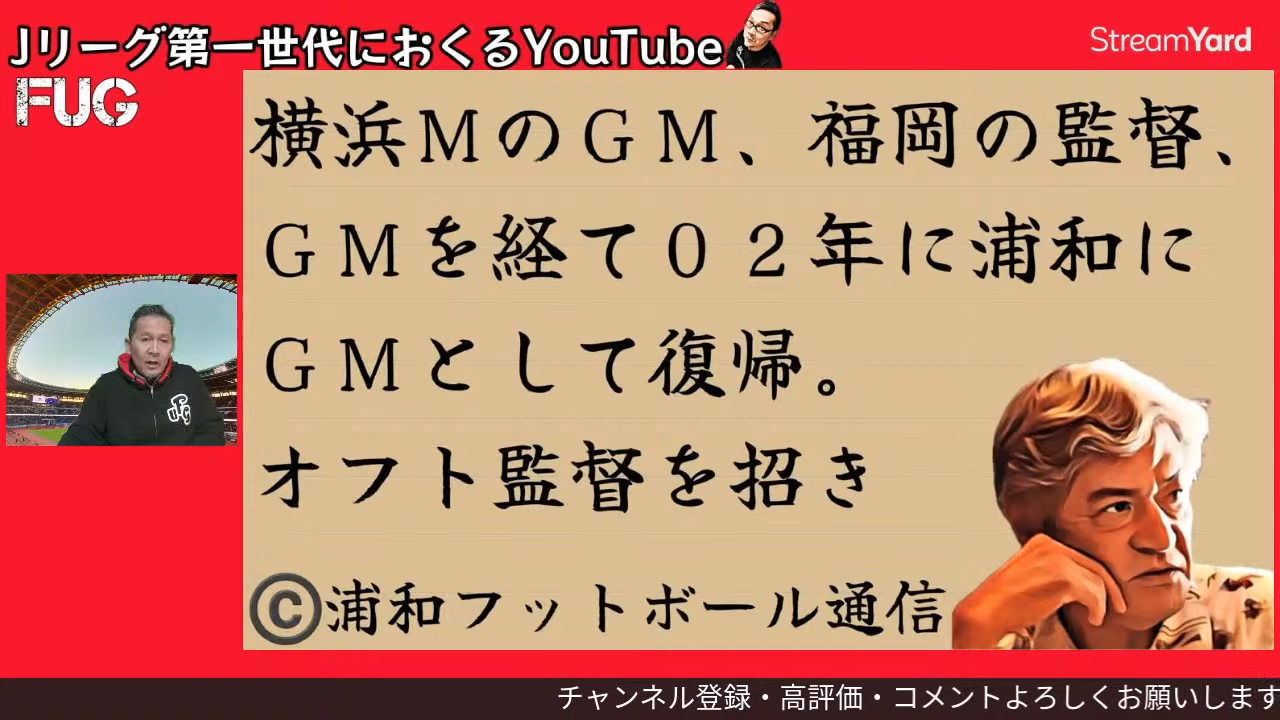 Jリーグ第一世代におくるYouTube
StreamYard
FUG
横浜MのGM、福岡の監督、
GMを経て02年に浦和に
GMとして復帰。
オフト監督を招き
©浦和フットボール通信
チャンネル登録・高評価・コメントよろしくお願いします